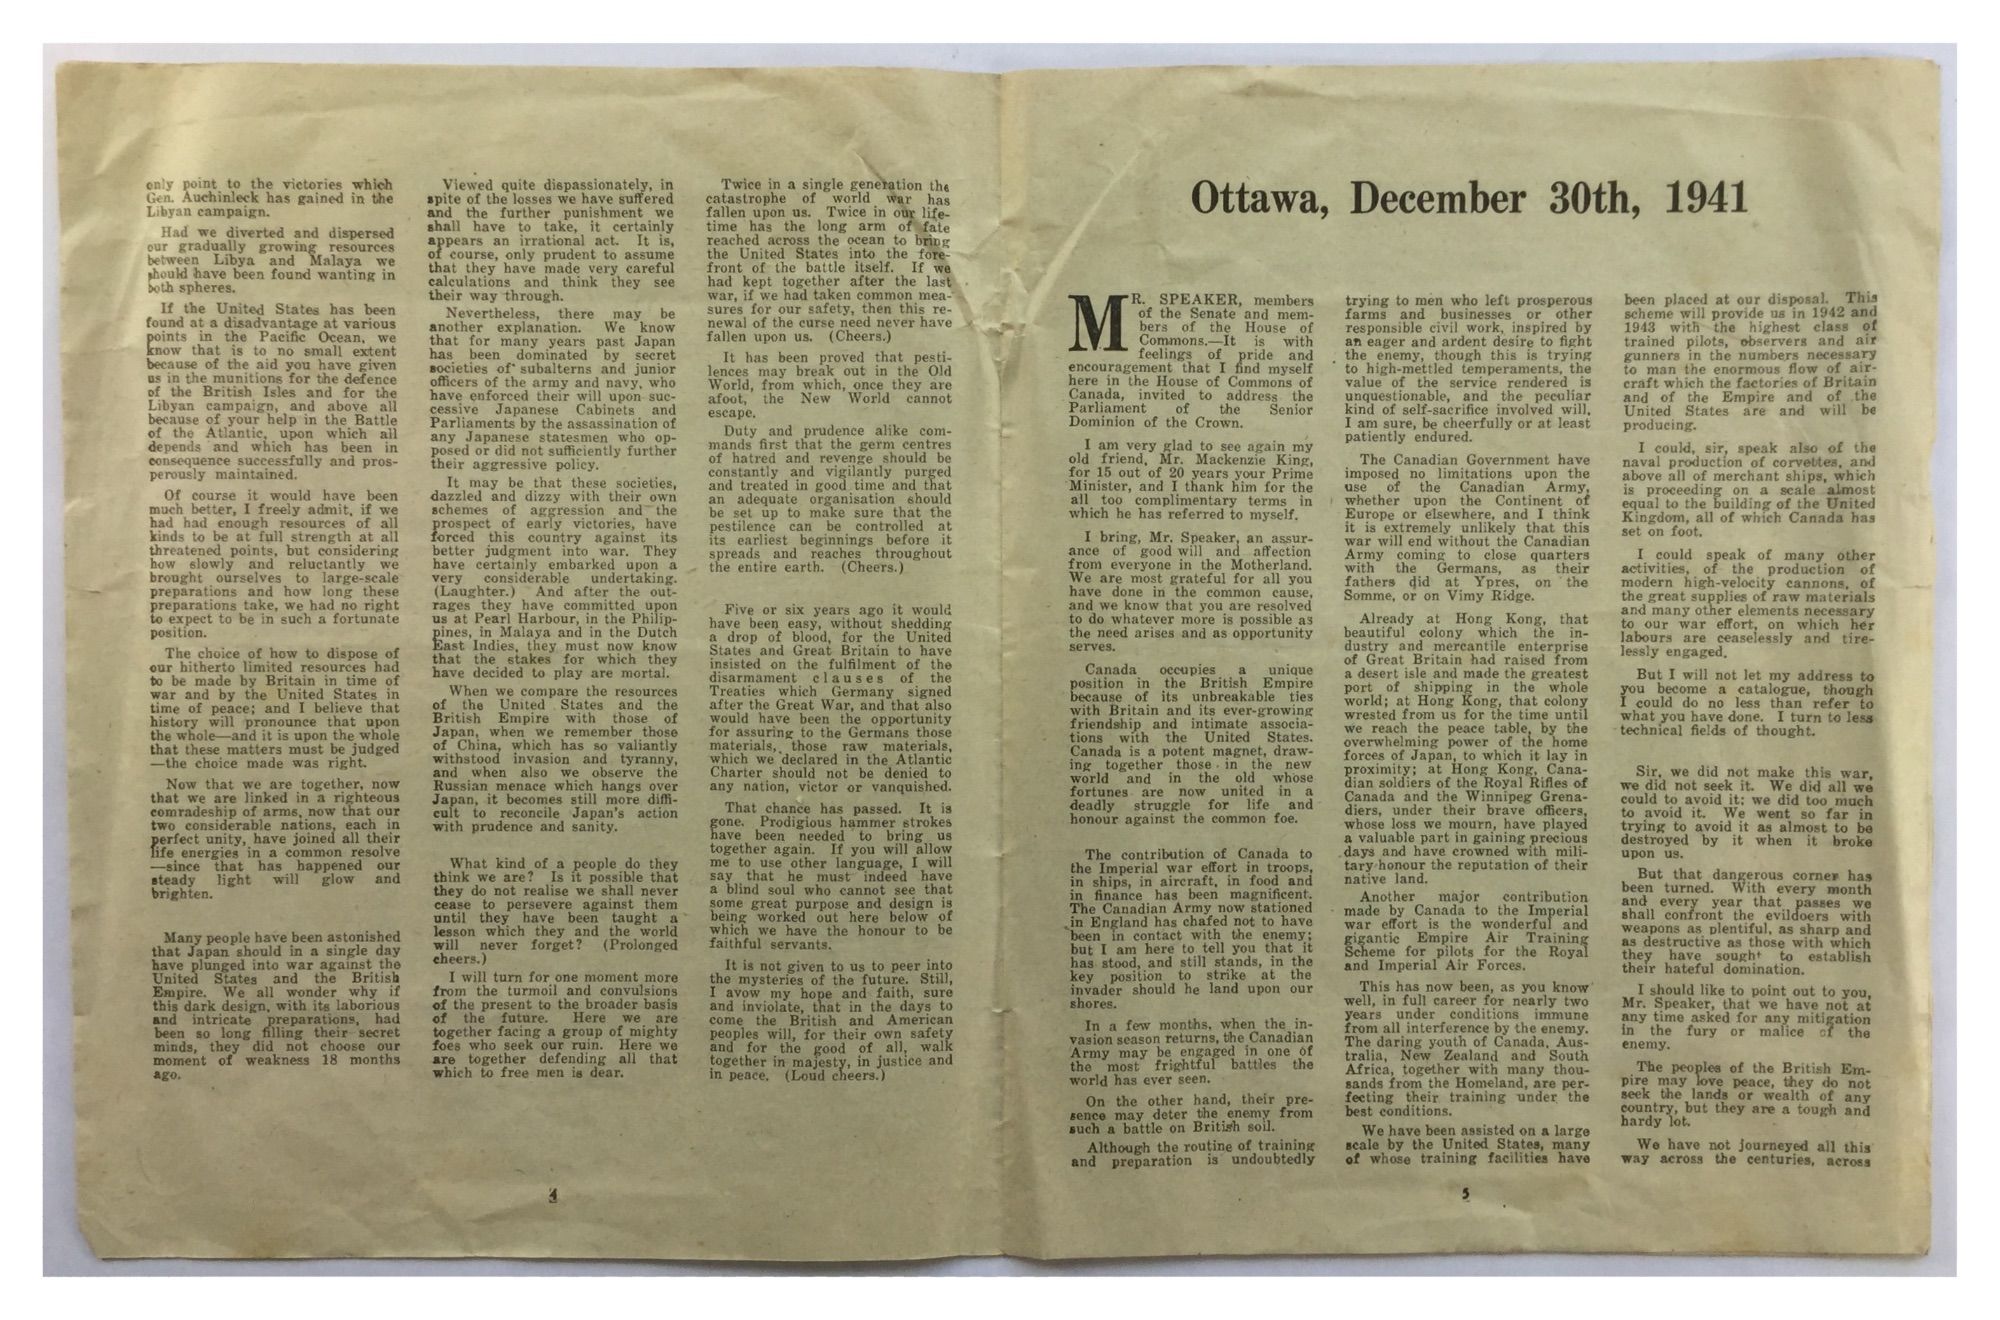 only point to the victories which
Gen. Auchinleck has gained in the
Libyan campaign.
Had we diverted and dispersed
our gradually growing resources
between Libya and Malaya we
should have been found wanting in
both spheres.
If the United States has been
found at a disadvantage at various
points in the Pacific Ocean, we
know that is to no small extent
because of the aid you have given
us in the munitions for the defence
of the British Isles and for the
Libyan campaign, and above all
because of your help in the Battle
of the Atlantic, upon which all
depends and which has been in
consequence successfully and pros-
perously maintained.
Of course it would have been
much better, I freely admit, if we
had had enough resources of all
kinds to be at full strength at all
threatened points, but considering
how slowly and reluctantly we
brought ourselves to large-scale
preparations and how long these
preparations take, we had no right
to expect to be in such a fortunate
position.
The choice of how to dispose of
our hitherto limited resources had
to be made by Britain in time of
war and by the United States in
time of peace; and I believe that
history will pronounce that upon
the whole—and it is upon the whole
that these matters must be judged
—the choice made was right.
Now that we are together, now
that we are linked in a righteous
comradeship of arms, now that our
two considerable nations, each in
perfect unity, have joined all their
life energies in a common resolve
—since that has happened our
steady light will glow and
brighten.
Many people have been astonished
that Japan should in a single day
have plunged into war against the
United States and the British
Empire. We all wonder why if
this dark design, with its laborious
and intricate preparations, had
been so long filling their secret
minds, they did not choose our
moment of weakness 18 months
ago.
Viewed quite dispassionately, in
spite of the losses we have suffered
and the further punishment we
shall have to take, it certainly
appears an irrational act. It is,
of course, only prudent to assume
that they have made very careful
calculations and think they see
their way through.
Nevertheless, there may be
another explanation. We know
that for many years past Japan
has been dominated by secret
societies of subalterns and junior
officers of the army and navy, who
have enforced their will upon suc-
cessive Japanese Cabinets and
Parliaments by the assassination of
any Japanese statesmen who op-
posed or did not sufficiently further
their aggressive policy.
It may be that these societies,
dazzled and dizzy with their own
schemes of aggression and the
prospect of early victories, have
forced this country against its
better judgment into war. They
have certainly embarked upon a
very considerable undertaking.
(Laughter.) And after the out-
rages they have committed upon
us at Pearl Harbour, in the Philip-
pines, in Malaya and in the Dutch
East Indies, they must now know
that the stakes for which they
have decided to play are mortal.
When we compare the resources
of the United States and the
British Empire with those of
Japan, when we remember those
of China, which has so valiantly
withstood invasion and tyranny,
and when also we observe the
Russian menace which hangs over
Japan, it becomes still more diffi-
cult to reconcile Japan's action
with prudence and sanity.
What kind of a people do they
think we are? Is it possible that
they do not realise we shall never
cease to persevere against them
until they have been taught a
lesson which they and the world
will never forget? (Prolonged
cheers.)
I will turn for one moment more
from the turmoil and convulsions
of the present to the broader basis
of the future. Here we are
together facing a group of mighty
foes who seek our ruin. Here we
are together defending all that
which to free men is dear.
Twice in a single generation the
catastrophe of world war has
fallen upon us. Twice in our life-
time has the long arm of fate
reached across the ocean to bring
the United States into the fore-
front of the battle itself. If we
had kept together after the last
war, if we had taken common mea-
sures for our safety, then this re-
newal of the curse need never have
fallen upon us. (Cheers.)
It has been proved that pesti-
lences may break out in the Old
World, from which, once they are
afoot, the New World cannot
escape.
Duty and prudence alike com-
mands first that the germ centres
of hatred and revenge should be
constantly and vigilantly purged
and treated in good time and that
an adequate organisation should
be set up to make sure that the
pestilence can be controlled at
its earliest beginnings before it
spreads and reaches throughout
the entire earth. (Cheers.)
Five or six years ago it would
have been easy, without shedding
a drop of blood, for the United
States and Great Britain to have
insisted on the fulfilment of the
disarmament clauses of the
Treaties which Germany signed
after the Great War, and that also
would have been the opportunity
for assuring to the Germans those
materials, those raw materials,
which we declared in the Atlantic
Charter should not be denied to
any nation, victor or vanquished.
That chance has passed. It is
gone. Prodigious hammer strokes
have been needed to bring us
together again. If you will allow
me to use other language, I will
say that he must indeed have
a blind soul who cannot see that
some great purpose and design is
being worked out here below of
which we have the honour to be
faithful servants.
It is not given to us to peer into
the mysteries of the future. Still,
I avow my hope and faith, sure
and inviolate, that in the days to
come the British and American
peoples will, for their own safety
and for the good of all, walk
together in majesty, in justice and
in peace. (Loud cheers.)
4
Ottawa, December 30th, 1941
MR. SPEAKER, members
of the Senate and mem-
bers of the House of
Commons.—It is with
feelings of pride and
encouragement that I find myself
here in the House of Commons of
Canada, invited to address the
Parliament of the Senior
Dominion of the Crown.
I am very glad to see again my
old friend, Mr. Mackenzie King,
for 15 out of 20 years your Prime
Minister, and I thank him for the
all too complimentary terms in
which he has referred to myself.
I bring, Mr. Speaker, an assur-
ance of good will and affection
from everyone in the Motherland.
We are most grateful for all you
have done in the common cause,
and we know that you are resolved
to do whatever more is possible as
the need arises and as opportunity
serves.
Canada occupies a unique
position in the British Empire
because of its unbreakable ties
with Britain and its ever-growing
friendship and intimate associa-
tions with the United States.
Canada is a potent magnet, draw-
ing together those in the new
world and in the old whose
fortunes are now united in a
deadly struggle for life and
honour against the common foe.
The contribution of Canada to
the Imperial war effort in troops,
in ships, in aircraft, in food and
in finance has been magnificent.
The Canadian Army now stationed
in England has chafed not to have
been in contact with the enemy;
but I am here to tell you that it
has stood, and still stands, in the
key position to strike at the
invader should he land upon our
shores.
In a few months, when the in-
vasion season returns, the Canadian
Army may be engaged in one of
the most frightful battles the
world has ever seen.
On the other hand, their pre-
sence may deter the enemy from
such a battle on British soil.
Although the routine of training
and preparation is undoubtedly
trying to men who left prosperous
farms and businesses or other
responsible civil work, inspired by
an eager and ardent desire to fight
the enemy, though this is trying
to high-mettled temperaments, the
value of the service rendered is
unquestionable, and the peculiar
kind of self-sacrifice involved will,
I am sure, be cheerfully or at least
patiently endured.
The Canadian Government have
imposed no limitations upon the
use of the Canadian Army,
whether upon the Continent of
Europe or elsewhere, and I think
it is extremely unlikely that this
war will end without the Canadian
Army coming to close quarters
with the Germans, as their
fathers did at Ypres, on the
Somme, or on Vimy Ridge.
Already at Hong Kong, that
beautiful colony which the in-
dustry and mercantile enterprise
of Great Britain had raised from
a desert isle and made the greatest
port of shipping in the whole
world; at Hong Kong, that colony
wrested from us for the time until
we reach the peace table, by the
overwhelming power of the home
forces of Japan, to which it lay in
proximity; at Hong Kong, Cana-
dian soldiers of the Royal Rifles of
Canada and the Winnipeg Grena-
diers, under their brave officers,
whose loss we mourn, have played
a valuable part in gaining precious
days and have crowned with mili-
tary honour the reputation of their
native land.
Another major contribution
made by Canada to the Imperial
war effort is the wonderful and
gigantic Empire Air Training
Scheme for pilots for the Royal
and Imperial Air Forces.
This has now been, as you know
well, in full career for nearly two
years under conditions immune
from all interference by the enemy.
The daring youth of Canada, Aus-
tralia, New Zealand and South
Africa, together with many thou-
sands from the Homeland, are per-
fecting their training under the
best conditions.
We have been assisted on a large
scale by the United States, many
of whose training facilities have
been placed at our disposal. This
scheme will provide us in 1942 and
1943 with the highest class of
trained pilots, observers and air
gunners in the numbers necessary
to man the enormous flow of air-
craft which the factories of Britain
and of the Empire and of the
United States are and will be
producing.
I could, sir, speak also of the
naval production of corvettes, and
above all of merchant ships, which
is proceeding on a scale almost
equal to the building of the United
Kingdom, all of which Canada has
set on foot.
I could speak of many other
activities, of the production of
modern high-velocity cannons, of
the great supplies of raw materials
and many other elements necessary
to our war effort, on which her
labours are ceaselessly and tire-
lessly engaged.
But I will not let my address to
you become a catalogue, though
I could do no less than refer to
what you have done. I turn to less
technical fields of thought.
Sir, we did not make this war,
we did not seek it. We did all we
could to avoid it; we did too much
to avoid it. We went so far in
trying to avoid it as almost to be
destroyed by it when it broke
upon us.
But that dangerous corner has
been turned. With every month
and every year that passes we
shall confront the evildoers with
weapons as plentiful, as sharp and
as destructive as those with which
they have sought to establish
their hateful domination.
I should like to point out to you,
Mr. Speaker, that we have not at
any time asked for any mitigation
in the fury or malice of the
enemy.
The peoples of the British Em-
pire may love peace, they do not
seek the lands or wealth of any
country, but they are a tough and
hardy lot.
We have not journeyed all this
way across the centuries, across
5